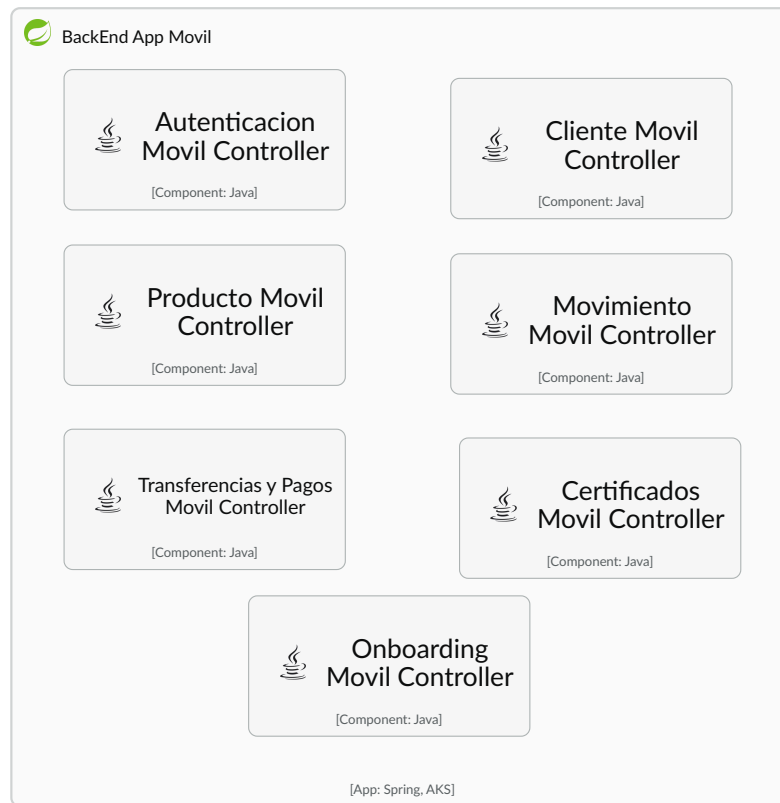 BackEnd App Movil
Autenticacion
Movil Controller
[Component: Java]
Cliente Movil
Controller
[Component: Java]
Producto Movil
Controller
[Component: Java]
Movimiento
Movil Controller
[Component: Java]
Transferencias y Pagos
Movil Controller
[Component: Java]
Certificados
Movil Controller
[Component: Java]
Onboarding
Movil Controller
[Component: Java]
[App: Spring, AKS]